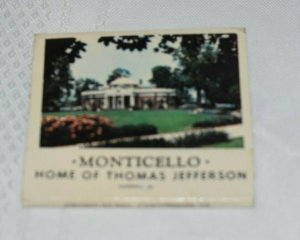 · MONTICELLO ·
HOME OF THOMAS JEFFERSON